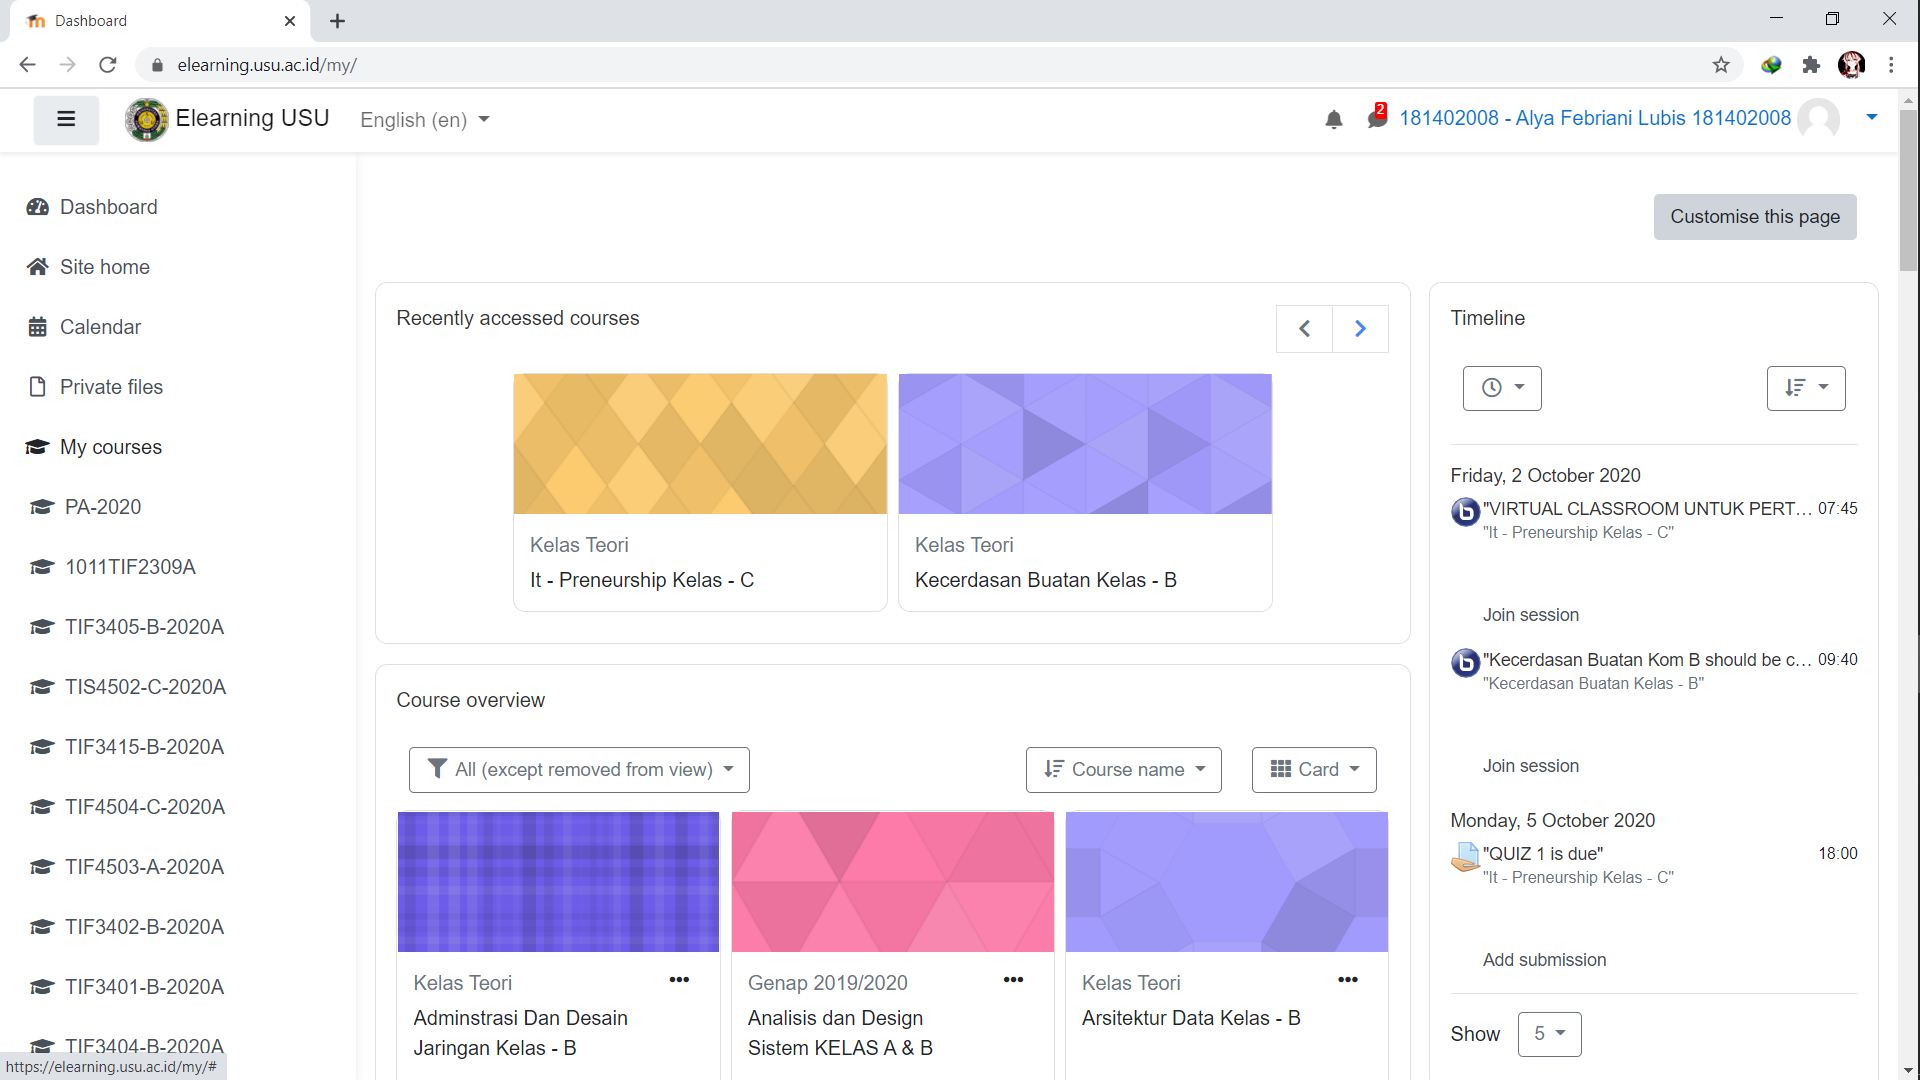 Dashboard
elearning.usu.ac.id/my/
Elearning USU
English (en)
2
181402008 - Alya Febriani Lubis 181402008
Dashboard
Site home
Calendar
Private files
My courses
PA-2020
1011TIF2309A
TIF3405-B-2020A
TIS4502-C-2020A
TIF3415-B-2020A
TIF4504-C-2020A
TIF4503-A-2020A
TIF3402-B-2020A
TIF3401-B-2020A
TIF3404-B-2020A
https://elearning.usu.ac.id/my/#
Customise this page
Recently accessed courses
Kelas Teori
It - Preneurship Kelas - C
Kelas Teori
Kecerdasan Buatan Kelas - B
Course overview
All (except removed from view)
Course name
Card
Kelas Teori
Adminstrasi Dan Desain
Jaringan Kelas - B
Genap 2019/2020
Analisis dan Design
Sistem KELAS A & B
Kelas Teori
Arsitektur Data Kelas - B
Timeline
Friday, 2 October 2020
"VIRTUAL CLASSROOM UNTUK PERT... 07:45
"It - Preneurship Kelas - C"
Join session
"Kecerdasan Buatan Kom B should be c... 09:40
"Kecerdasan Buatan Kelas - B"
Join session
Monday, 5 October 2020
"QUIZ 1 is due" 18:00
"It - Preneurship Kelas - C"
Add submission
Show 5